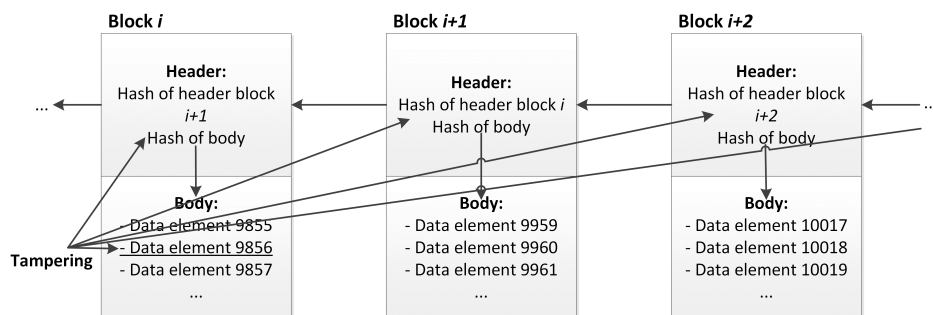 Block i
Header:
Hash of header block
i+1
Hash of body
Body:
- Data element 9855
- Data element 9856
- Data element 9857
...
Block i+1
Header:
Hash of header block i
Hash of body
Body:
- Data element 9959
- Data element 9960
- Data element 9961
...
Block i+2
Header:
Hash of header block
i+2
Hash of body
Body:
- Data element 10017
- Data element 10018
- Data element 10019
...
...
..
Tampering